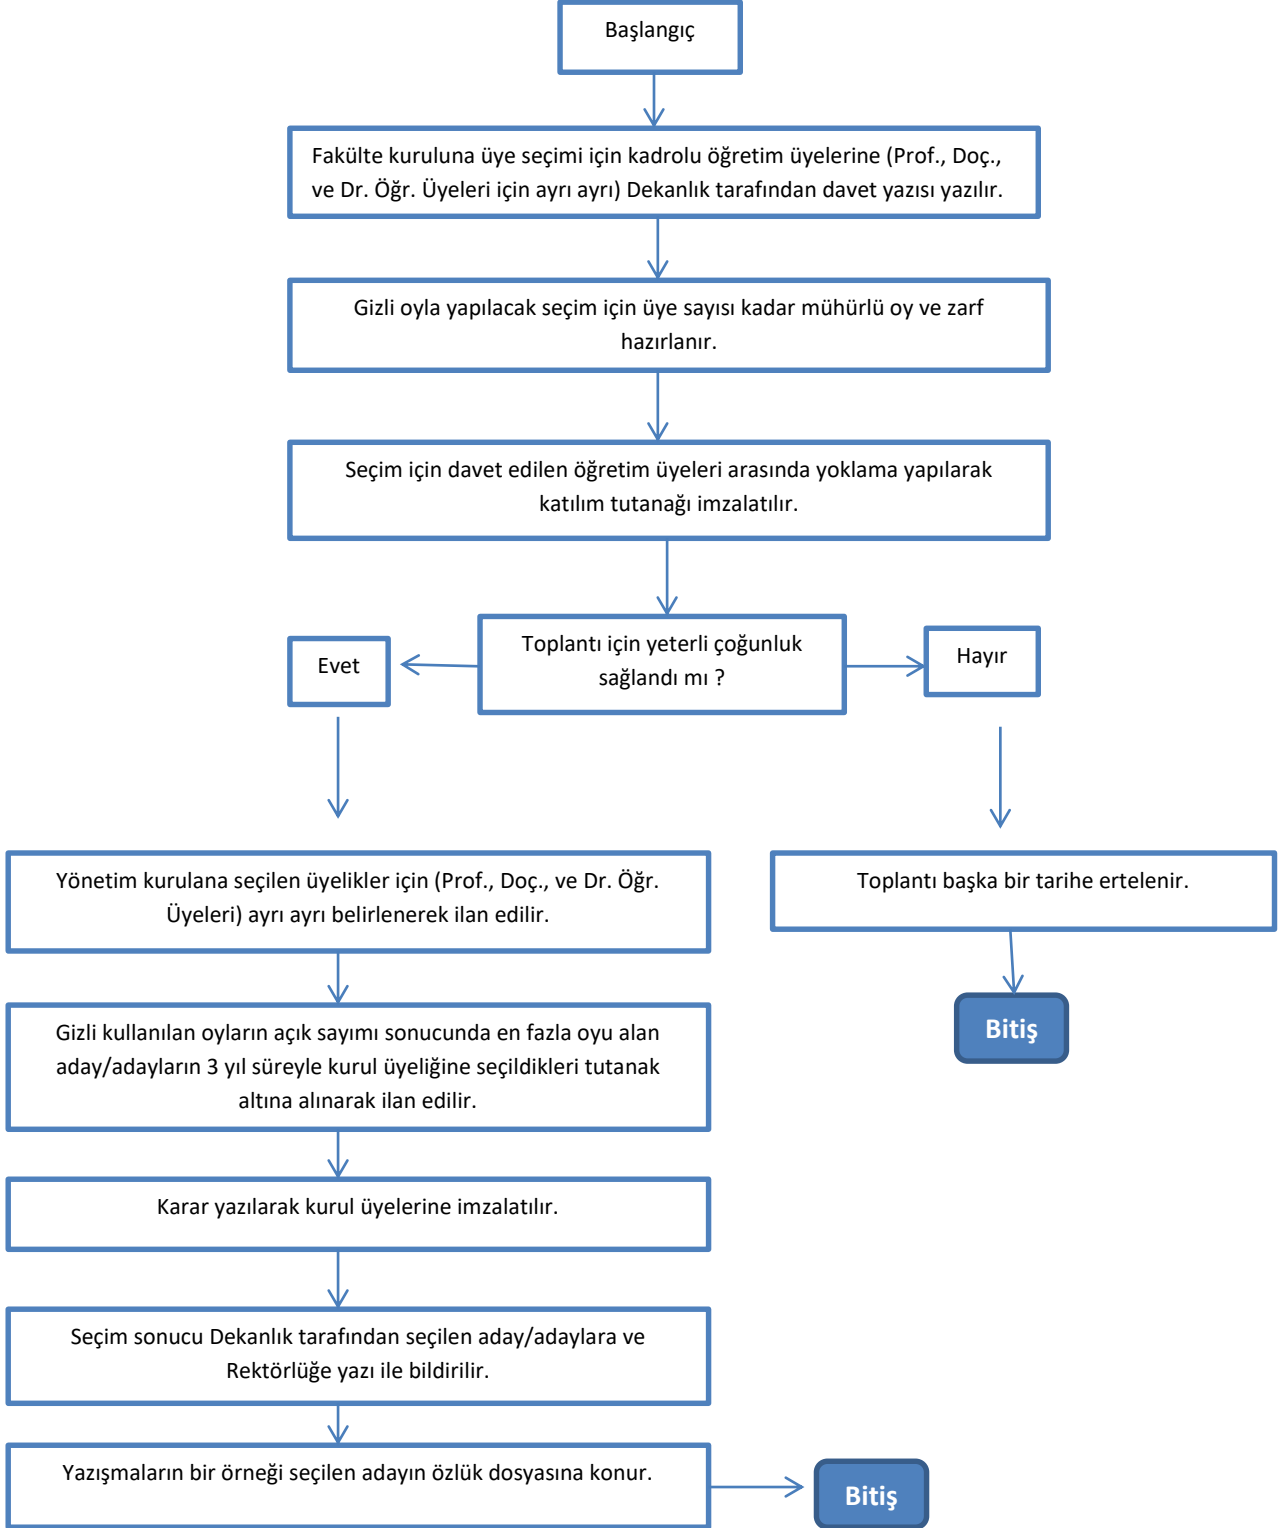 Başlangıç
Fakülte kuruluna üye seçimi için kadrolu öğretim üyelerine (Prof., Doç.,
ve Dr. Öğr. Üyeleri için ayrı ayrı) Dekanlık tarafından davet yazısı yazılır.
Gizli oyla yapılacak seçim için üye sayısı kadar mühürlü oy ve zarf
hazırlanır.
Seçim için davet edilen öğretim üyeleri arasında yoklama yapılarak
katılım tutanağı imzalatılır.
Toplantı için yeterli çoğunluk
sağlandı mı ?
Evet
Hayır
Yönetim kurulana seçilen üyelikler için (Prof., Doç., ve Dr. Öğr.
Üyeleri) ayrı ayrı belirlenerek ilan edilir.
Toplantı başka bir tarihe ertelenir.
Bitiş
Gizli kullanılan oyların açık sayımı sonucunda en fazla oyu alan
aday/adayların 3 yıl süreyle kurul üyeliğine seçildikleri tutanak
altına alınarak ilan edilir.
Karar yazılarak kurul üyelerine imzalatılır.
Seçim sonucu Dekanlık tarafından seçilen aday/adaylara ve
Rektörlüğe yazı ile bildirilir.
Yazışmaların bir örneği seçilen adayın özlük dosyasına konur.
Bitiş